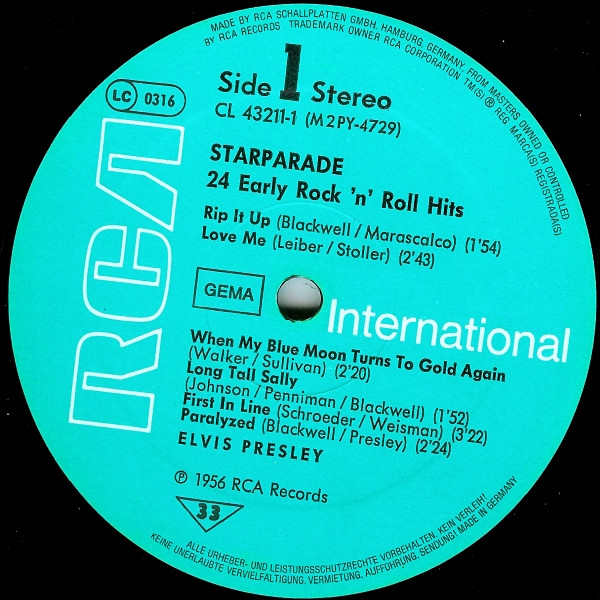 MADE BY RCA SCHALLPLATTEN GMBH, HAMBURG, GERMANY, FROM MASTERS OWNED OR CONTROLLED
BY RCA RECORDS TRADEMARK OWNER RCA CORPORATION TM(S) ® REG MARCA(S) REGISTRADA(S)
Side 1 Stereo
LC 0316
CL 43211-1 (M2PY-4729)
STARPARADE
24 Early Rock 'n' Roll Hits
Rip It Up (Blackwell / Marascalco) (1'54)
Love Me (Leiber / Stoller) (2'43)
RCA
GEMA
International
When My Blue Moon Turns To Gold Again
(Walker / Sullivan) (2'20)
Long Tall Sally
(Johnson / Penniman / Blackwell) (1'52)
First In Line (Schroeder / Weisman) (3'22)
Paralyzed (Blackwell / Presley) (2'24)
ELVIS PRESLEY
℗ 1956 RCA Records
33
ALLE URHEBER- UND LEISTUNGSSCHUTZRECHTE VORBEHALTEN. KEIN VERLEIH!
KEINE UNERLAUBTE VERVIELFÄLTIGUNG. VERMIETUNG, AUFFÜHRUNG, SENDUNG! MADE IN GERMANY